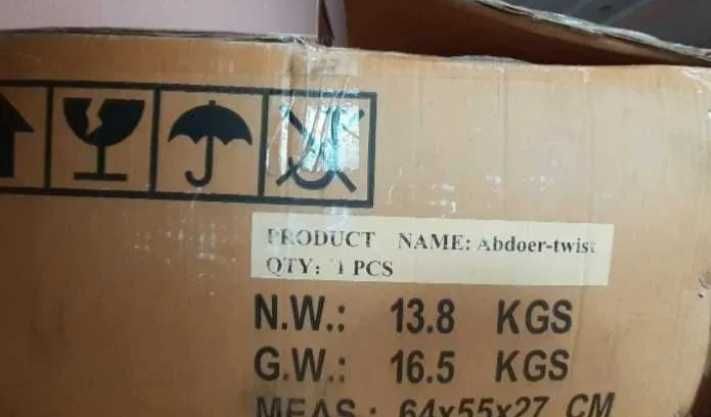 PRODUCT NAME: Abdoer-twist
QTY: 1 PCS
N.W.: 13.8 KGS
G.W.: 16.5 KGS
MEAS.: 64x55x27 CM